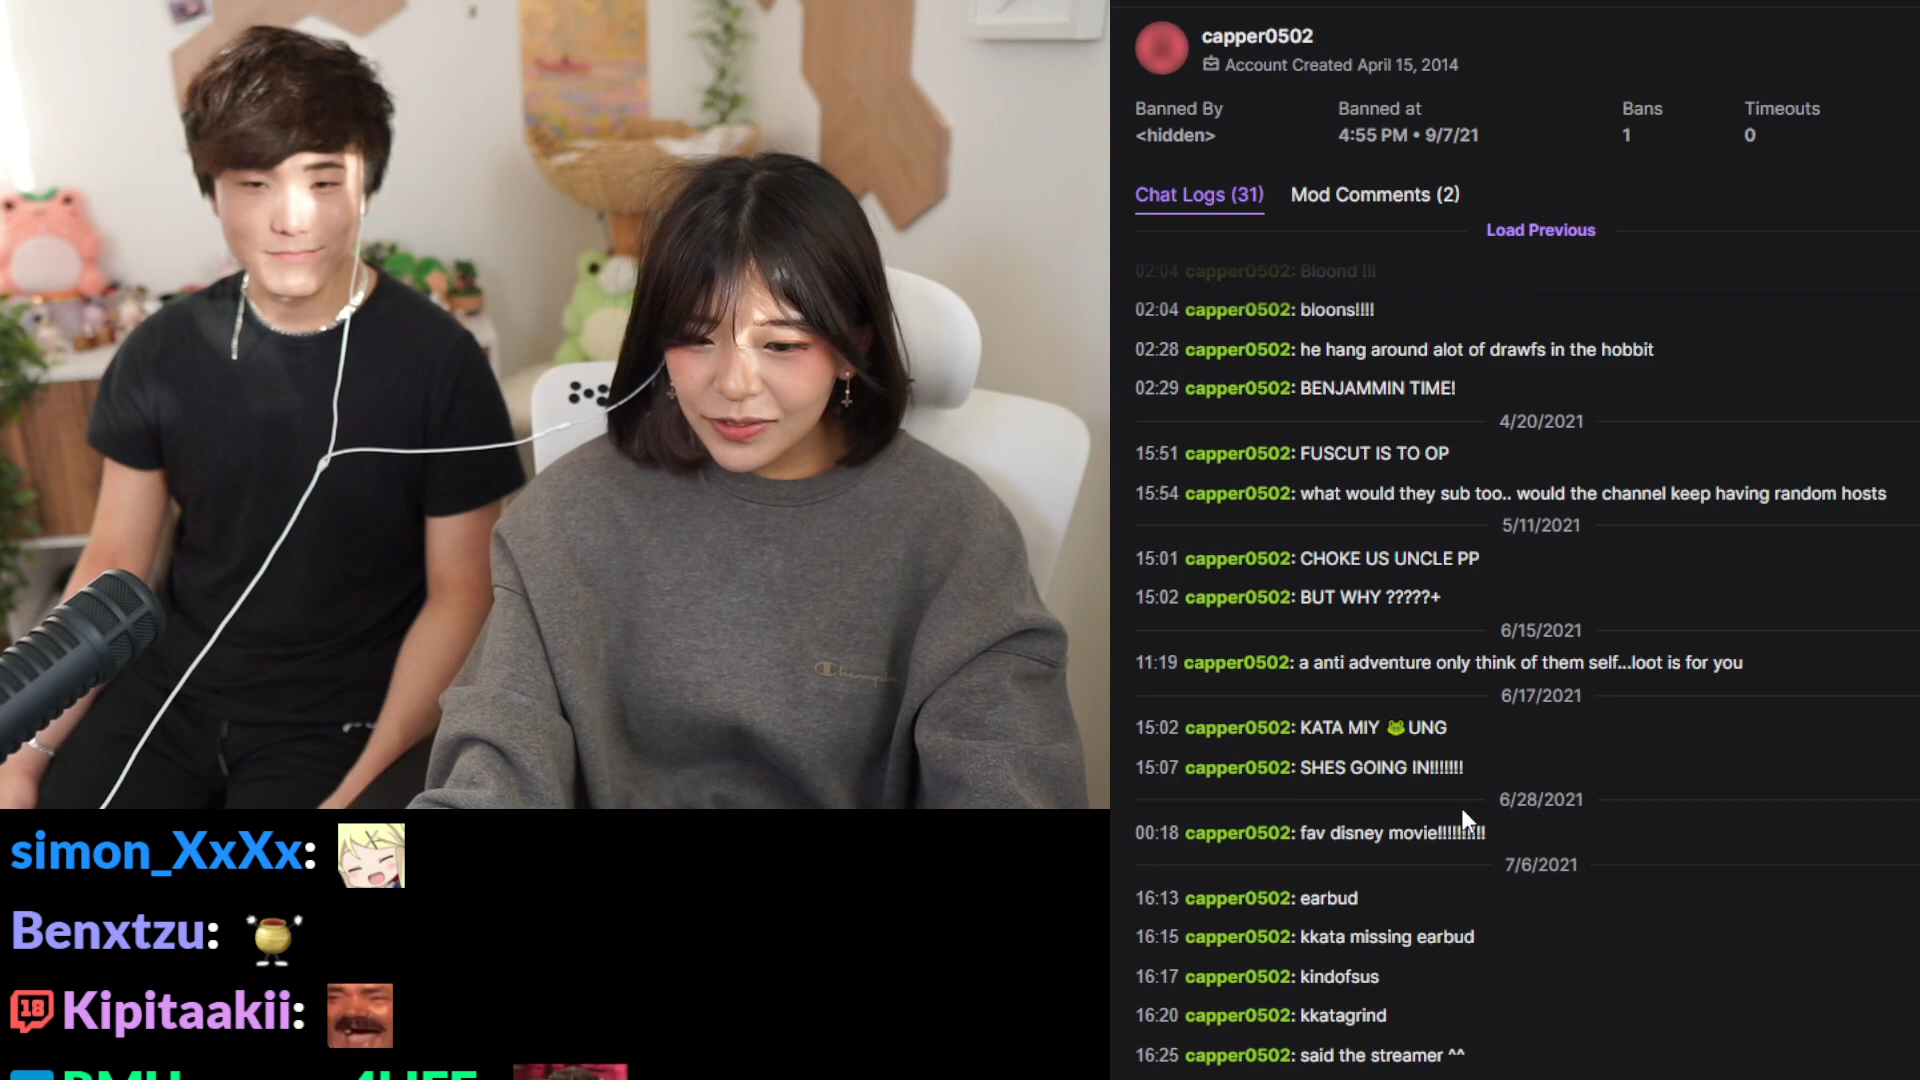 capper0502
Account Created April 15, 2014
Banned By
Banned at
Bans
Timeouts
<hidden>
4:55 PM • 9/7/21
1
0
Chat Logs (31)
Mod Comments (2)
Load Previous
02:04 capper0502: Bloond !!!
02:04 capper0502: bloons!!!!
02:28 capper0502: he hang around alot of drawfs in the hobbit
02:29 capper0502: BENJAMMIN TIME!
4/20/2021
15:51 capper0502: FUSCUT IS TO OP
15:54 capper0502: what would they sub too.. would the channel keep having random hosts
5/11/2021
15:01 capper0502: CHOKE US UNCLE PP
15:02 capper0502: BUT WHY ?????+
6/15/2021
11:19 capper0502: a anti adventure only think of them self...loot is for you
6/17/2021
15:02 capper0502: KATA MIY 🐸UNG
15:07 capper0502: SHES GOING IN!!!!!!!
6/28/2021
00:18 capper0502: fav disney movie!!!!!!!!!!
7/6/2021
16:13 capper0502: earbud
16:15 capper0502: kkata missing earbud
16:17 capper0502: kindofsus
16:20 capper0502: kkatagrind
16:25 capper0502: said the streamer ^^
Champion
simon_XxXx:
Benxtzu:
18 Kipitaakii: